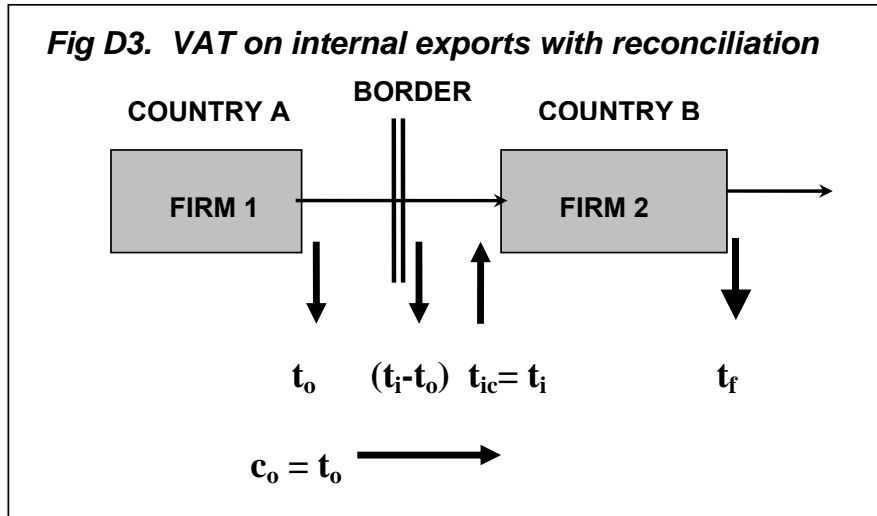 Fig D3. VAT on internal exports with reconciliation
BORDER
COUNTRY A COUNTRY B
FIRM 1 FIRM 2
tₒ (tᵢ-tₒ) t_ic= tᵢ t_f
cₒ = tₒ